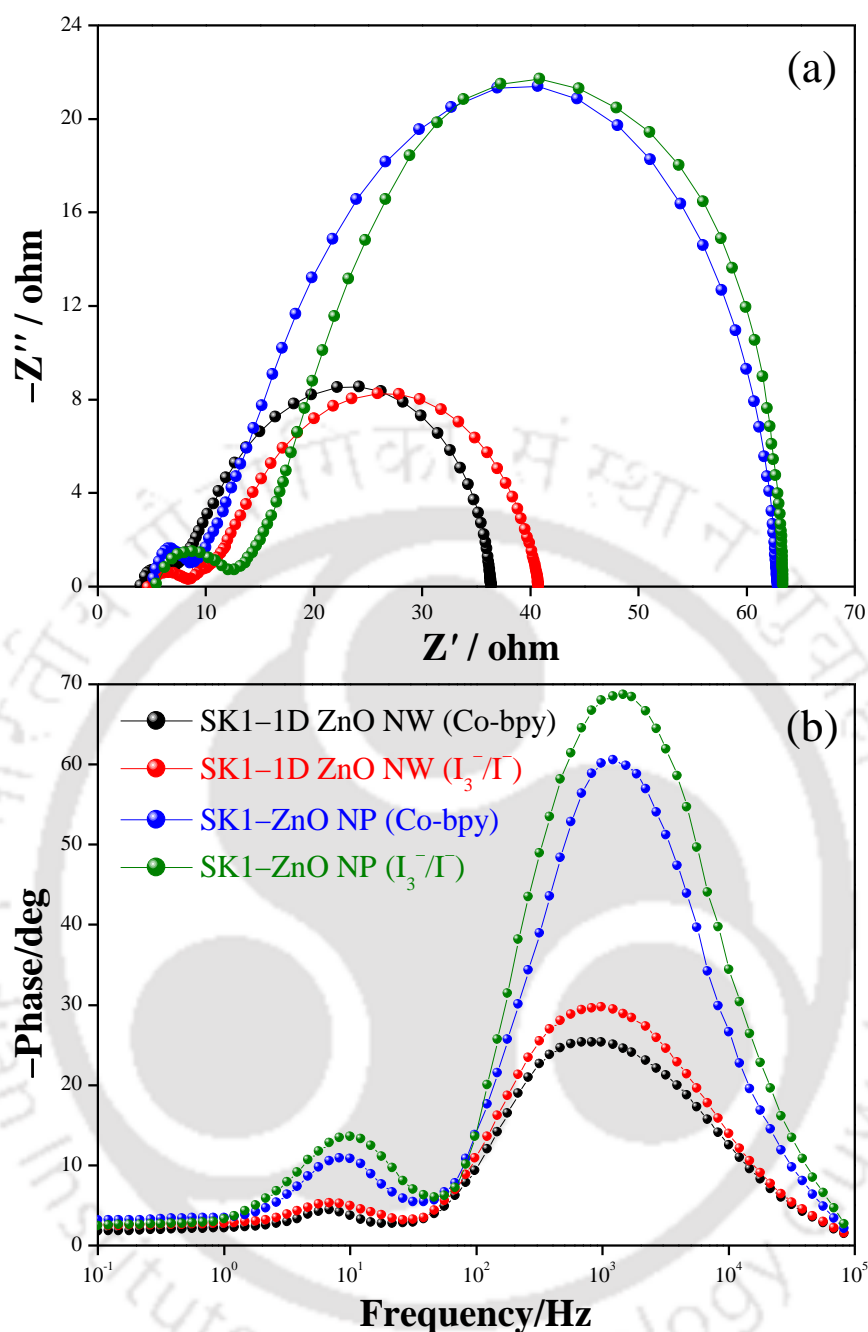 (a)
24
20
16
12
8
4
0
–Z′′ / ohm
0 10 20 30 40 50 60 70
Z′ / ohm
(b)
70
60
50
40
30
20
10
0
–Phase/deg
SK1–1D ZnO NW (Co-bpy)
SK1–1D ZnO NW (I₃⁻/I⁻)
SK1–ZnO NP (Co-bpy)
SK1–ZnO NP (I₃⁻/I⁻)
10⁻¹ 10⁰ 10¹ 10² 10³ 10⁴ 10⁵
Frequency/Hz